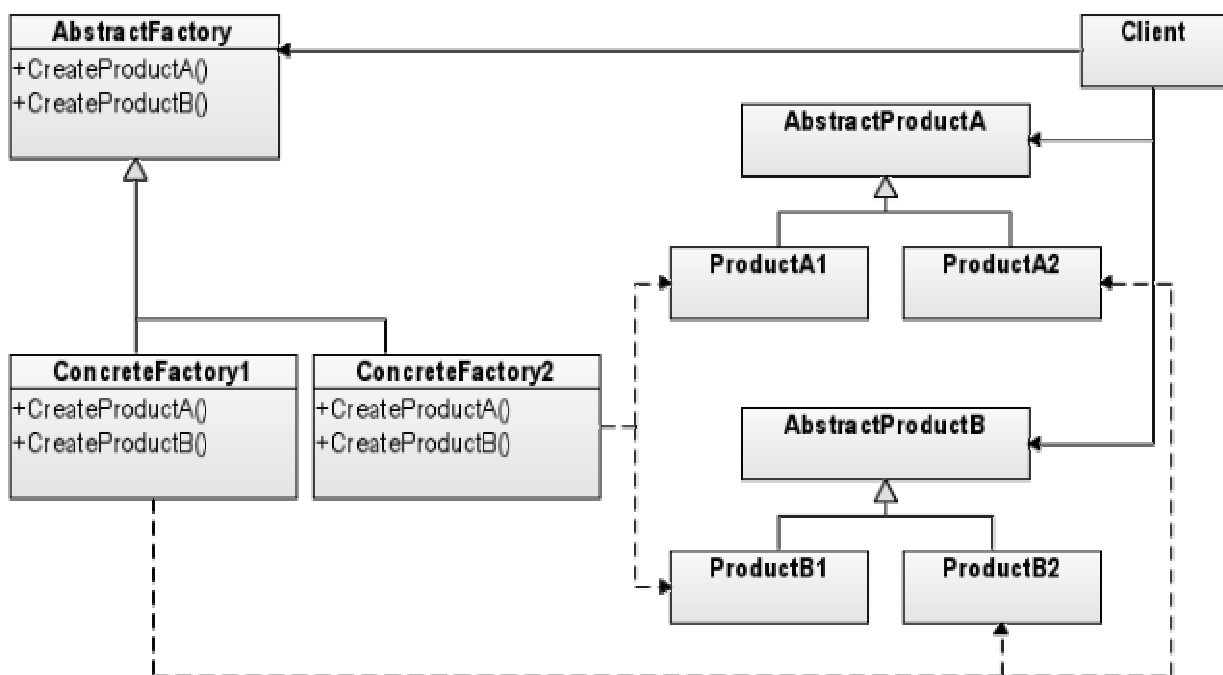 AbstractFactory
+CreateProductA()
+CreateProductB()
Client
AbstractProductA
ProductA1
ProductA2
ConcreteFactory1
+CreateProductA()
+CreateProductB()
ConcreteFactory2
+CreateProductA()
+CreateProductB()
AbstractProductB
ProductB1
ProductB2